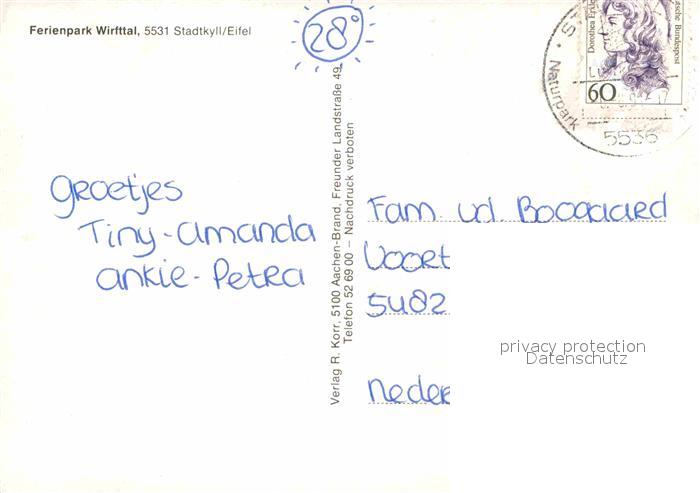 Ferienpark Wirfttal, 5531 Stadtkyll/Eifel
28°
Groetjes
Tiny-Amanda
Ankie-Petra
Verlag R. Korr, 5100 Aachen-Brand, Freunder Landstraße 49,
Telefon 52 69 00 – Nachdruck verboten
Fam. vd. Boogaard
Voort
5482
Neder
privacy protection
Datenschutz
60
Dorothea
Deutsche Bundespost
Naturpark
5536